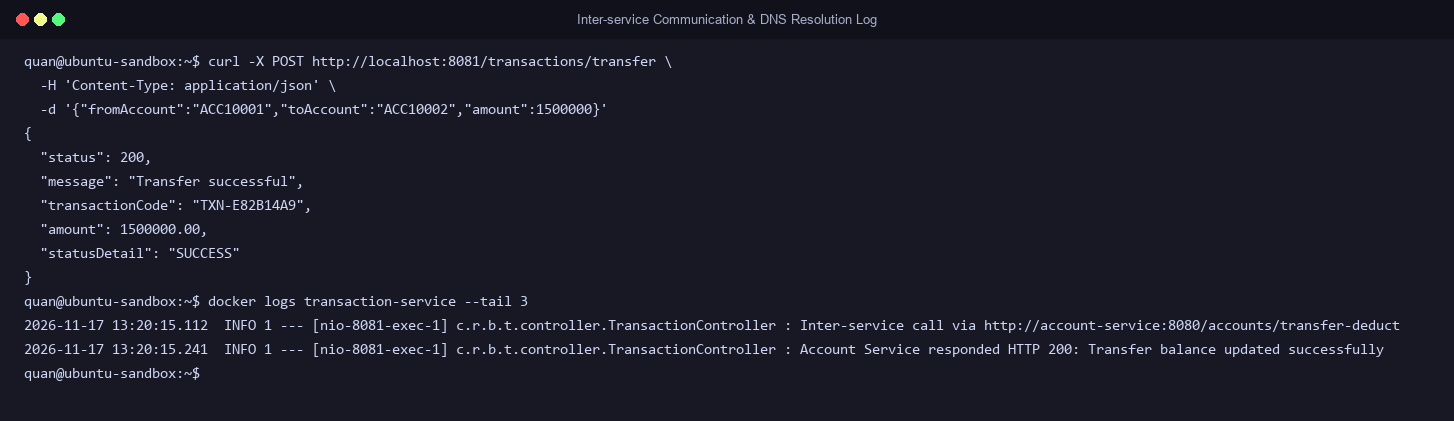 Inter-service Communication & DNS Resolution Log
quan@ubuntu-sandbox:~$ curl -X POST http://localhost:8081/transactions/transfer \
  -H 'Content-Type: application/json' \
  -d '{"fromAccount":"ACC10001","toAccount":"ACC10002","amount":1500000}'
{
  "status": 200,
  "message": "Transfer successful",
  "transactionCode": "TXN-E82B14A9",
  "amount": 1500000.00,
  "statusDetail": "SUCCESS"
}
quan@ubuntu-sandbox:~$ docker logs transaction-service --tail 3
2026-11-17 13:20:15.112  INFO 1 --- [nio-8081-exec-1] c.r.b.t.controller.TransactionController : Inter-service call via http://account-service:8080/accounts/transfer-deduct
2026-11-17 13:20:15.241  INFO 1 --- [nio-8081-exec-1] c.r.b.t.controller.TransactionController : Account Service responded HTTP 200: Transfer balance updated successfully
quan@ubuntu-sandbox:~$